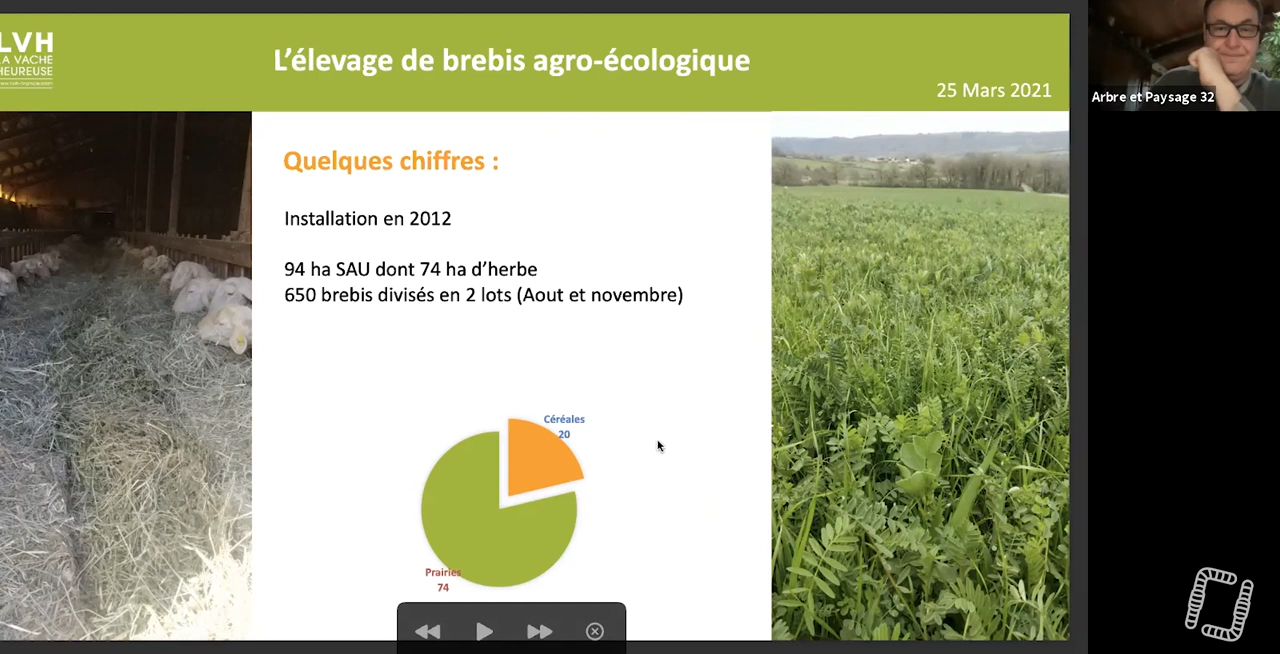 LVH
LA VACHE
HEUREUSE
L'élevage de brebis agro-écologique
25 Mars 2021
Arbre et Paysage 32
Quelques chiffres :
Installation en 2012
94 ha SAU dont 74 ha d'herbe
650 brebis divisés en 2 lots (Aout et novembre)
Céréales
20
Prairies
74